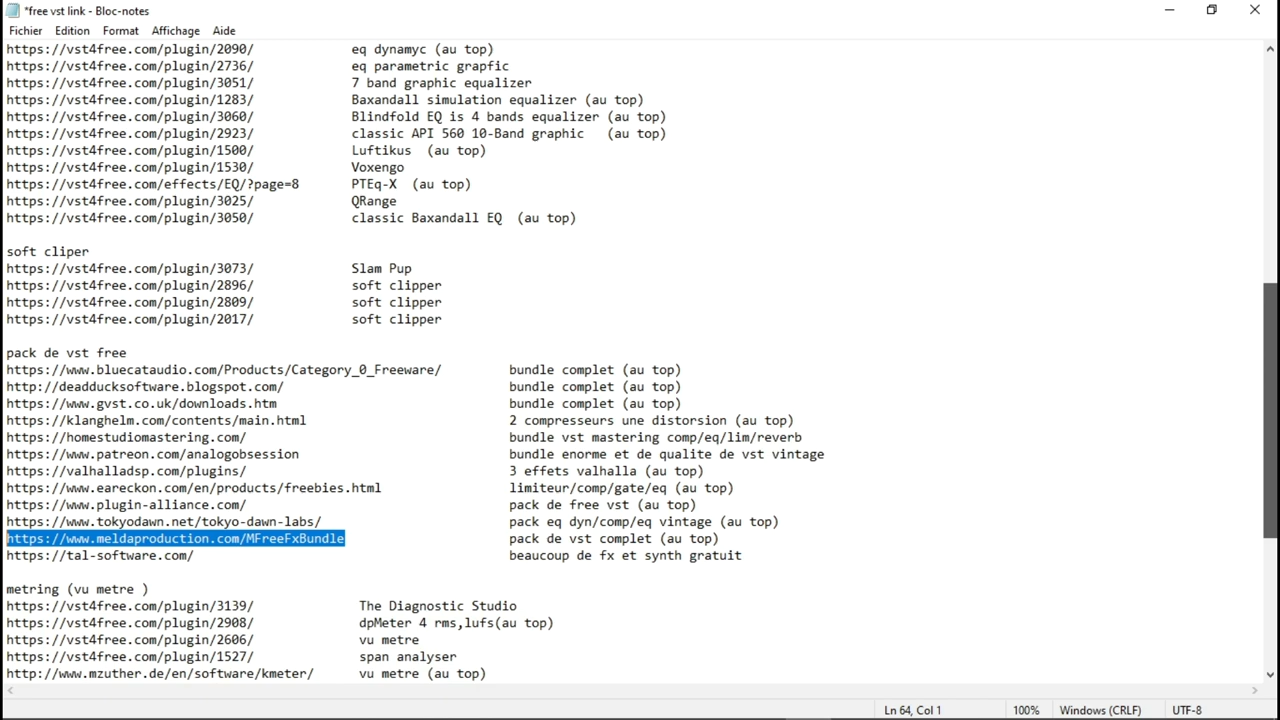 *free vst link - Bloc-notes
Fichier Edition Format Affichage Aide
https://vst4free.com/plugin/2090/ eq dynamyc (au top)
https://vst4free.com/plugin/2736/ eq parametric grapfic
https://vst4free.com/plugin/3051/ 7 band graphic equalizer
https://vst4free.com/plugin/1283/ Baxandall simulation equalizer (au top)
https://vst4free.com/plugin/3060/ Blindfold EQ is 4 bands equalizer (au top)
https://vst4free.com/plugin/2923/ classic API 560 10-Band graphic (au top)
https://vst4free.com/plugin/1500/ Luftikus (au top)
https://vst4free.com/plugin/1530/ Voxengo
https://vst4free.com/effects/EQ/?page=8 PTEq-X (au top)
https://vst4free.com/plugin/3025/ QRange
https://vst4free.com/plugin/3050/ classic Baxandall EQ (au top)
soft cliper
https://vst4free.com/plugin/3073/ Slam Pup
https://vst4free.com/plugin/2896/ soft clipper
https://vst4free.com/plugin/2809/ soft clipper
https://vst4free.com/plugin/2017/ soft clipper
pack de vst free
https://www.bluecataudio.com/Products/Category_0_Freeware/ bundle complet (au top)
http://deadducksoftware.blogspot.com/ bundle complet (au top)
https://www.gvst.co.uk/downloads.htm bundle complet (au top)
https://klanghelm.com/contents/main.html 2 compresseurs une distorsion (au top)
https://homestudiomastering.com/ bundle vst mastering comp/eq/lim/reverb
https://www.patreon.com/analogobsession bundle enorme et de qualite de vst vintage
https://valhalladsp.com/plugins/ 3 effets valhalla (au top)
https://www.eareckon.com/en/products/freebies.html limiteur/comp/gate/eq (au top)
https://www.plugin-alliance.com/ pack de free vst (au top)
https://www.tokyodawn.net/tokyo-dawn-labs/ pack eq dyn/comp/eq vintage (au top)
https://www.meldaproduction.com/MFreeFxBundle pack de vst complet (au top)
https://tal-software.com/ beaucoup de fx et synth gratuit
metring (vu metre )
https://vst4free.com/plugin/3139/ The Diagnostic Studio
https://vst4free.com/plugin/2908/ dpMeter 4 rms,lufs(au top)
https://vst4free.com/plugin/2606/ vu metre
https://vst4free.com/plugin/1527/ span analyser
http://www.mzuther.de/en/software/kmeter/ vu metre (au top)
Ln 64, Col 1 100% Windows (CRLF) UTF-8